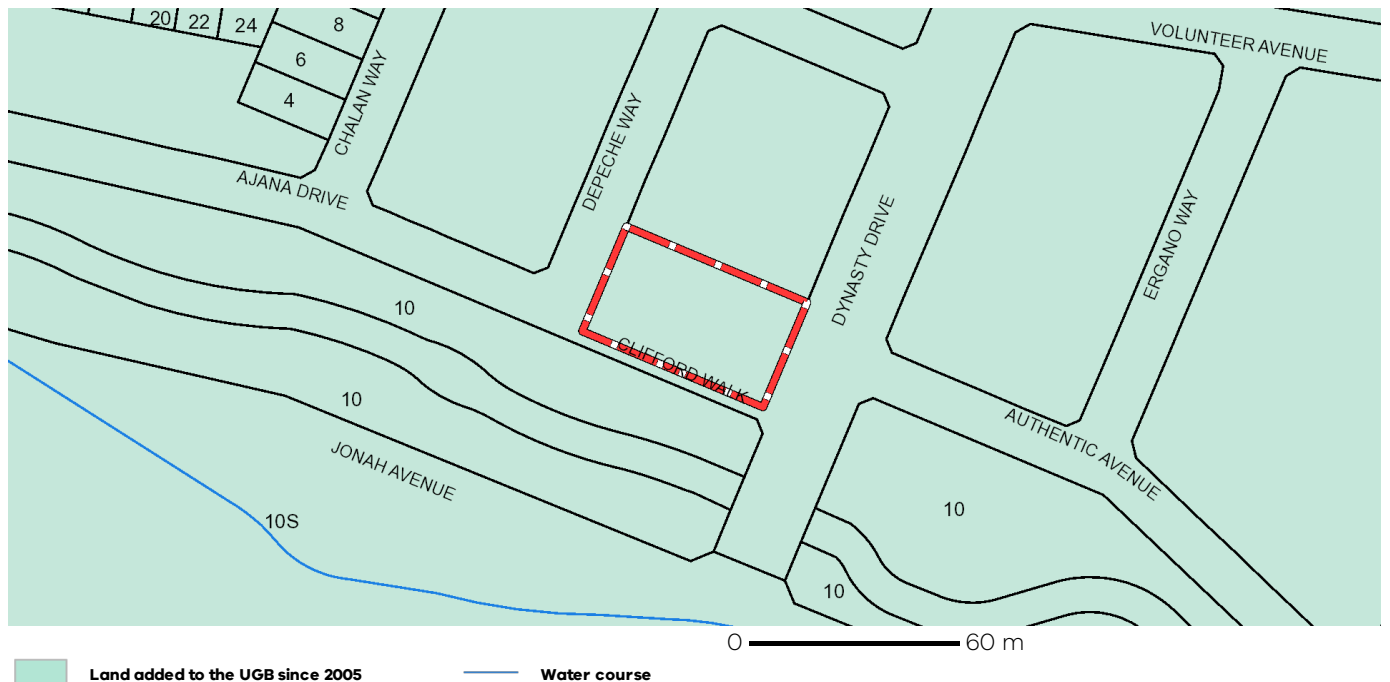 20
22
24
8
6
4
CHALAN WAY
VOLUNTEER AVENUE
DEPECHE WAY
AJANA DRIVE
DYNASTY DRIVE
ERGANO WAY
10
CLIFFORD WALK
10
JONAH AVENUE
AUTHENTIC AVENUE
10S
10
10
0 60 m
Land added to the UGB since 2005
Water course